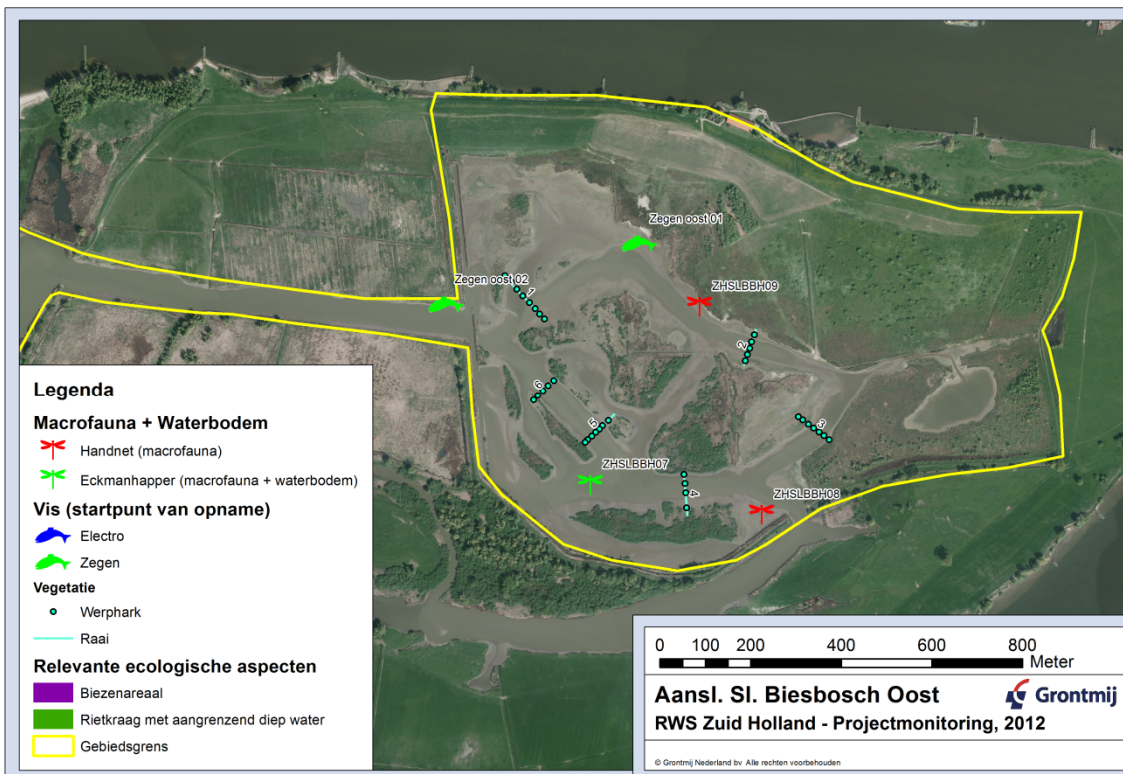 Zegen oost 01
Zegen oost 02
1
ZHSLBBH09
2
6
5
3
ZHSLBBH07
4
ZHSLBBH08
Legenda
Macrofauna + Waterbodem
Handnet (macrofauna)
Eckmanhapper (macrofauna + waterbodem)
Vis (startpunt van opname)
Electro
Zegen
Vegetatie
Werphark
Raai
Relevante ecologische aspecten
Biezenareaal
Rietkraag met aangrenzend diep water
Gebiedsgrens
0 100 200 400 600 800
Meter
Aansl. Sl. Biesbosch Oost
Grontmij
RWS Zuid Holland - Projectmonitoring, 2012
© Grontmij Nederland bv Alle rechten voorbehouden